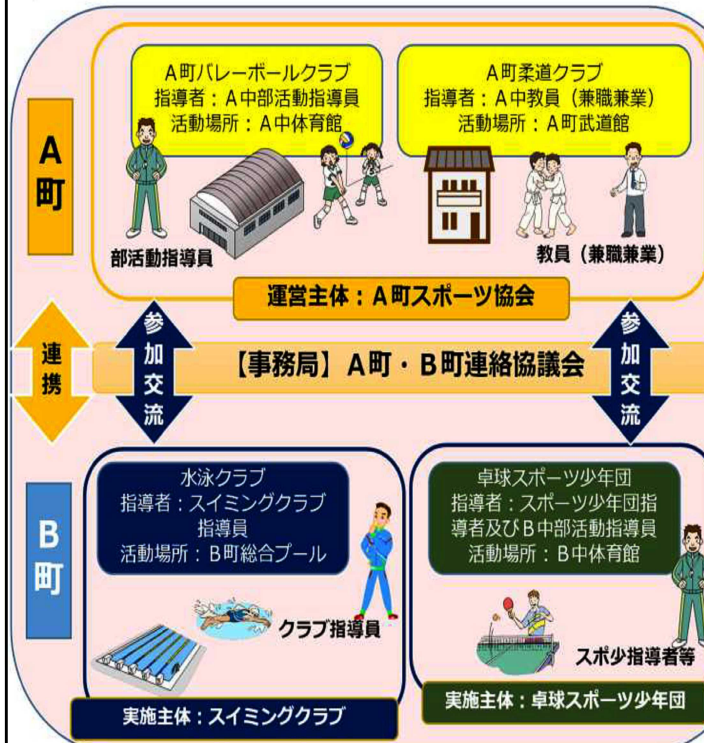 A町
A町バレーボールクラブ
指導者：A中部活動指導員
活動場所：A中体育館
A町柔道クラブ
指導者：A中教員（兼職兼業）
活動場所：A町武道館
部活動指導員
教員（兼職兼業）
運営主体：A町スポーツ協会
連携
参加交流
【事務局】A町・B町連絡協議会
参加交流
B町
水泳クラブ
指導者：スイミングクラブ
指導員
活動場所：B町総合プール
クラブ指導員
実施主体：スイミングクラブ
卓球スポーツ少年団
指導者：スポーツ少年団指
導者及びB中部活動指導員
活動場所：B中体育館
スポ少指導者等
実施主体：卓球スポーツ少年団